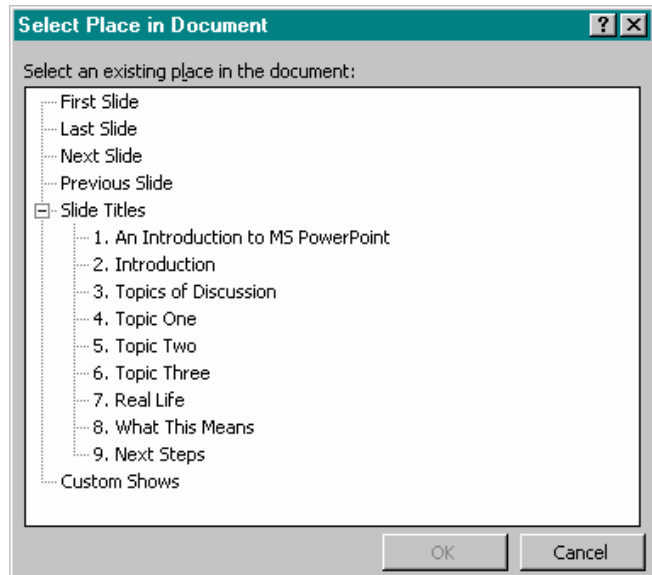 Select Place in Document
Select an existing place in the document:
First Slide
Last Slide
Next Slide
Previous Slide
Slide Titles
1. An Introduction to MS PowerPoint
2. Introduction
3. Topics of Discussion
4. Topic One
5. Topic Two
6. Topic Three
7. Real Life
8. What This Means
9. Next Steps
Custom Shows
OK Cancel